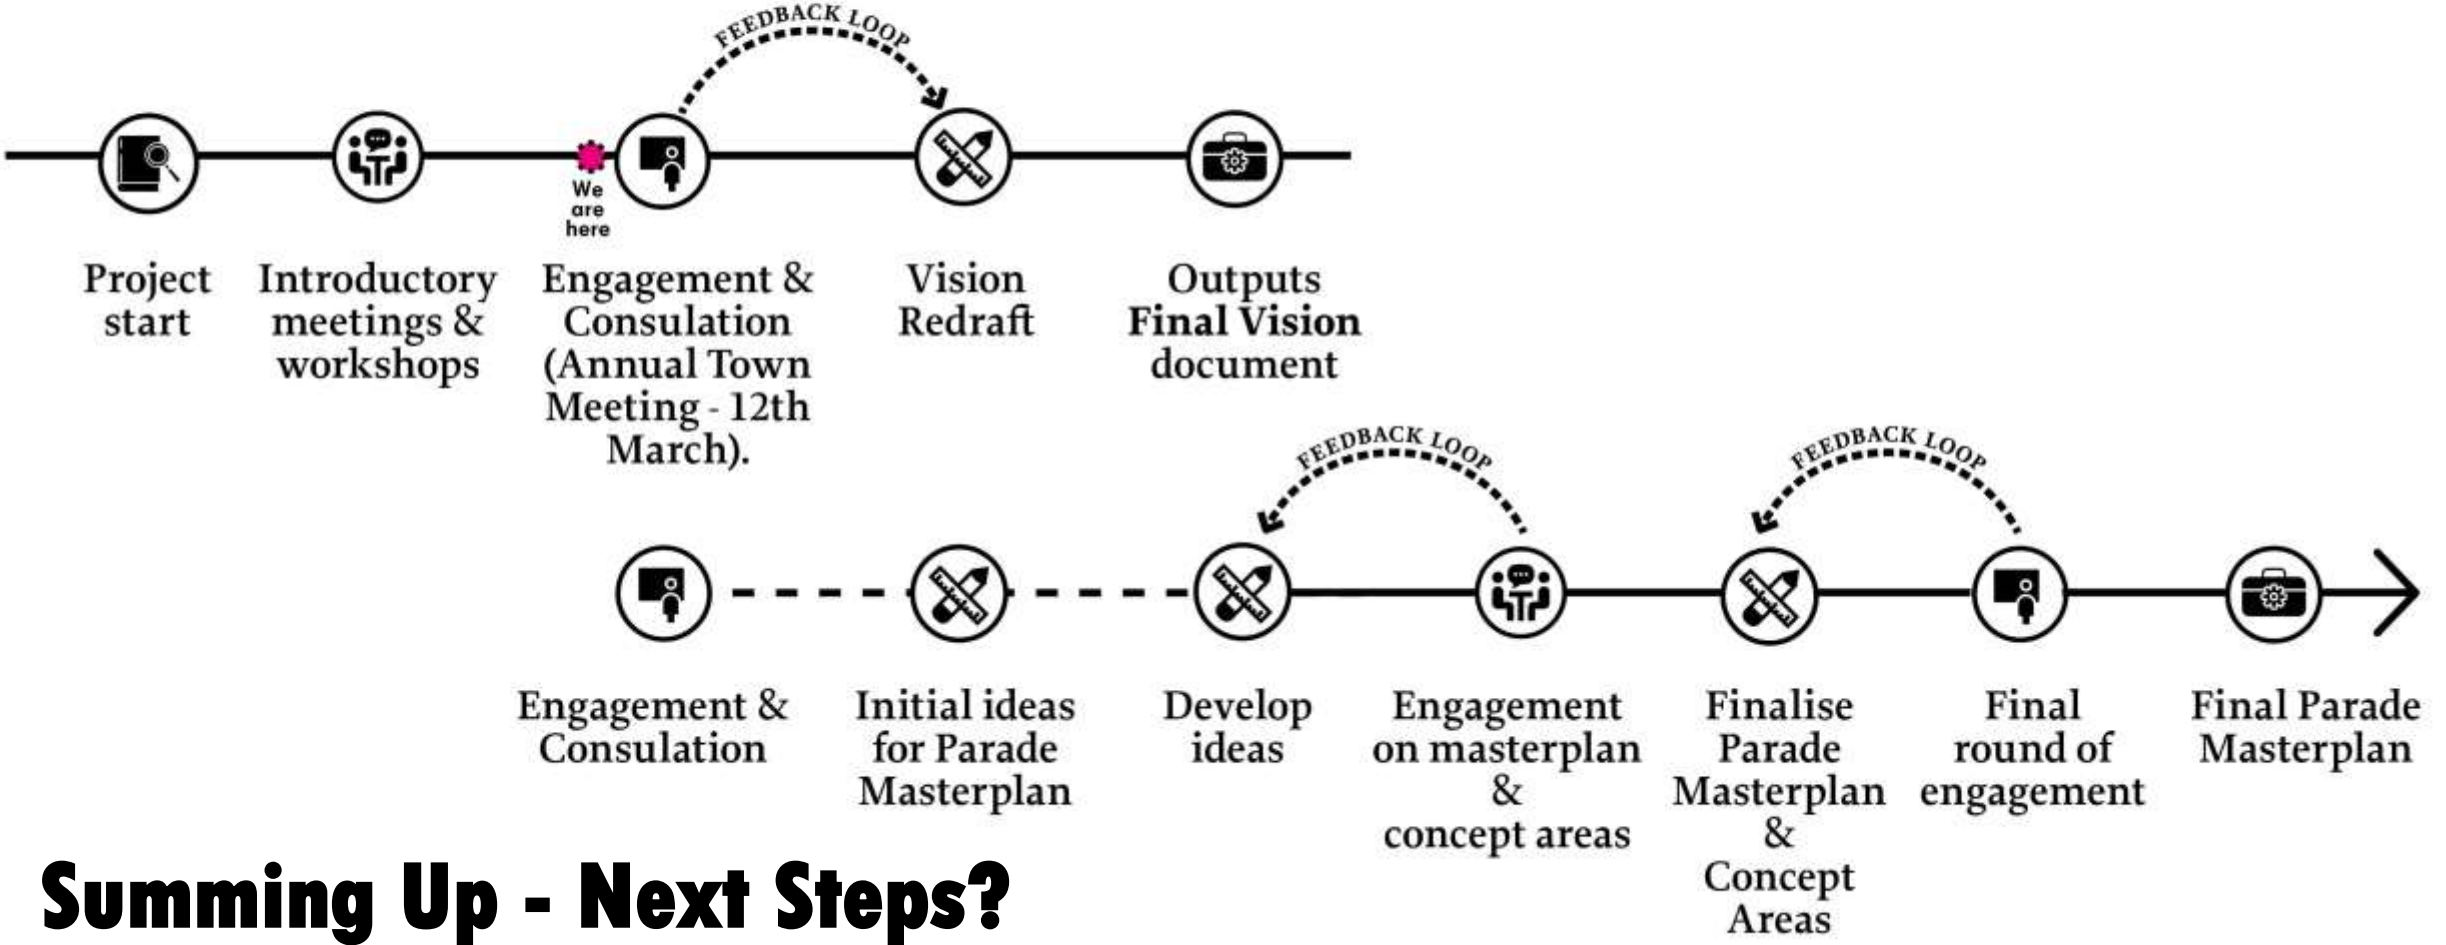 FEEDBACK LOOP
We
are
here
Project
start
Introductory
meetings &
workshops
Engagement &
Consulation
(Annual Town
Meeting - 12th
March).
Vision
Redraft
Outputs
Final Vision
document
FEEDBACK LOOP
FEEDBACK LOOP
Engagement &
Consulation
Initial ideas
for Parade
Masterplan
Develop
ideas
Engagement
on masterplan
&
concept areas
Finalise
Parade
Masterplan
&
Concept
Areas
Final
round of
engagement
Final Parade
Masterplan
Summing Up - Next Steps?